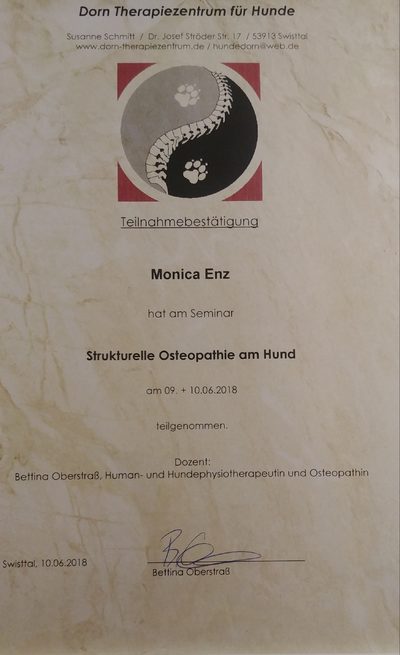 Dorn Therapiezentrum für Hunde
Susanne Schmitt / Dr. Josef Ströder Str. 17 / 53913 Swisttal
www.dorn-therapiezentrum.de / hundedorn@web.de
Teilnahmebestätigung
Monica Enz
hat am Seminar
Strukturelle Osteopathie am Hund
am 09. + 10.06.2018
teilgenommen.
Dozent:
Bettina Oberstraß, Human- und Hundephysiotherapeutin und Osteopathin
Swisttal, 10.06.2018
Bettina Oberstraß